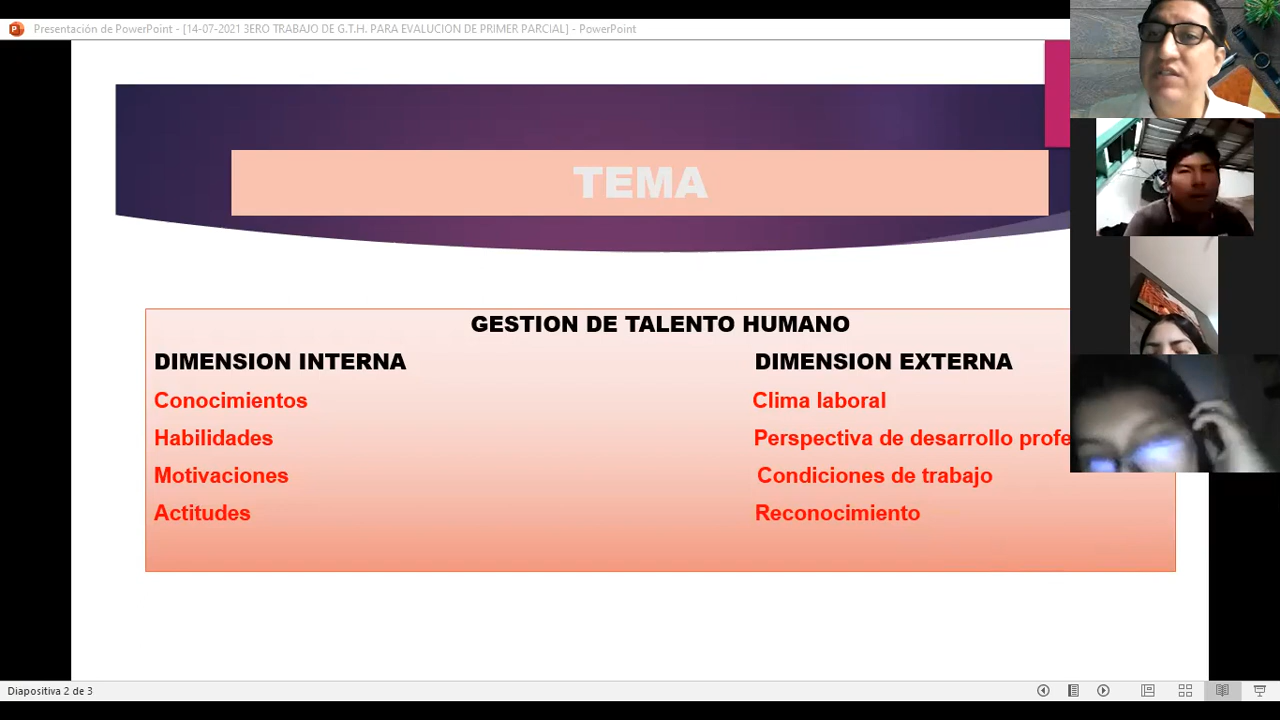 Presentación de PowerPoint - [14-07-2021 3ERO TRABAJO DE G.T.H. PARA EVALUCION DE PRIMER PARCIAL] - PowerPoint
TEMA
GESTION DE TALENTO HUMANO
DIMENSION INTERNA DIMENSION EXTERNA
Conocimientos Clima laboral
Habilidades Perspectiva de desarrollo profe
Motivaciones Condiciones de trabajo
Actitudes Reconocimiento
Diapositiva 2 de 3